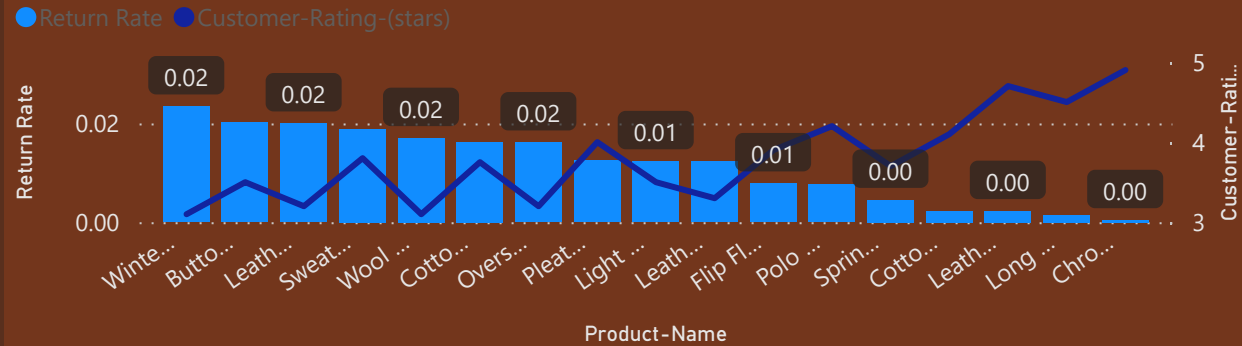 Return Rate Customer-Rating-(stars)
Return Rate
0.02
0.00
0.02
0.02
0.02
0.02
0.01
0.01
0.00
0.00
0.00
5
4
3
Customer-Rati...
Winte...
Butto...
Leath...
Sweat...
Wool ...
Cotto...
Overs...
Pleat...
Light ...
Leath...
Flip Fl...
Polo ...
Sprin...
Cotto...
Leath...
Long ...
Chro...
Product-Name